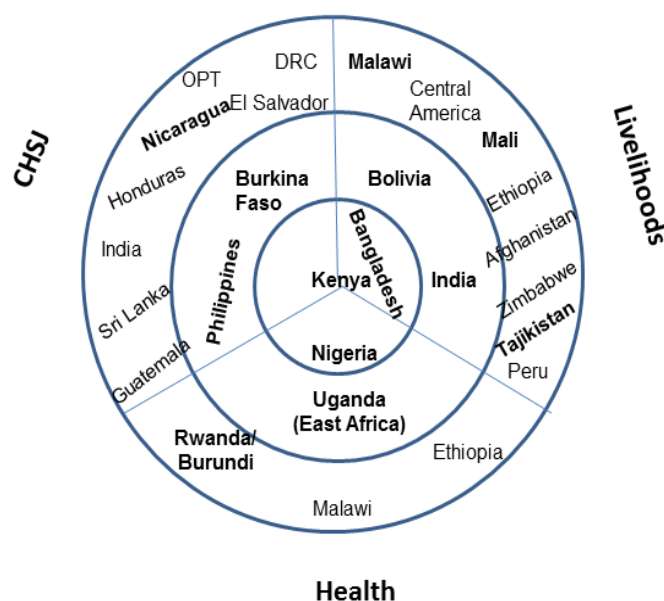 DRC
Malawi
OPT
Central
America
El Salvador
Nicaragua
Mali
CHSJ
Livelihoods
Honduras
Burkina
Faso
Bolivia
Ethiopia
India
Bangladesh
Afghanistan
Philippines
Kenya
India
Zimbabwe
Sri Lanka
Tajikistan
Guatemala
Nigeria
Peru
Uganda
(East Africa)
Rwanda/
Burundi
Ethiopia
Malawi
Health